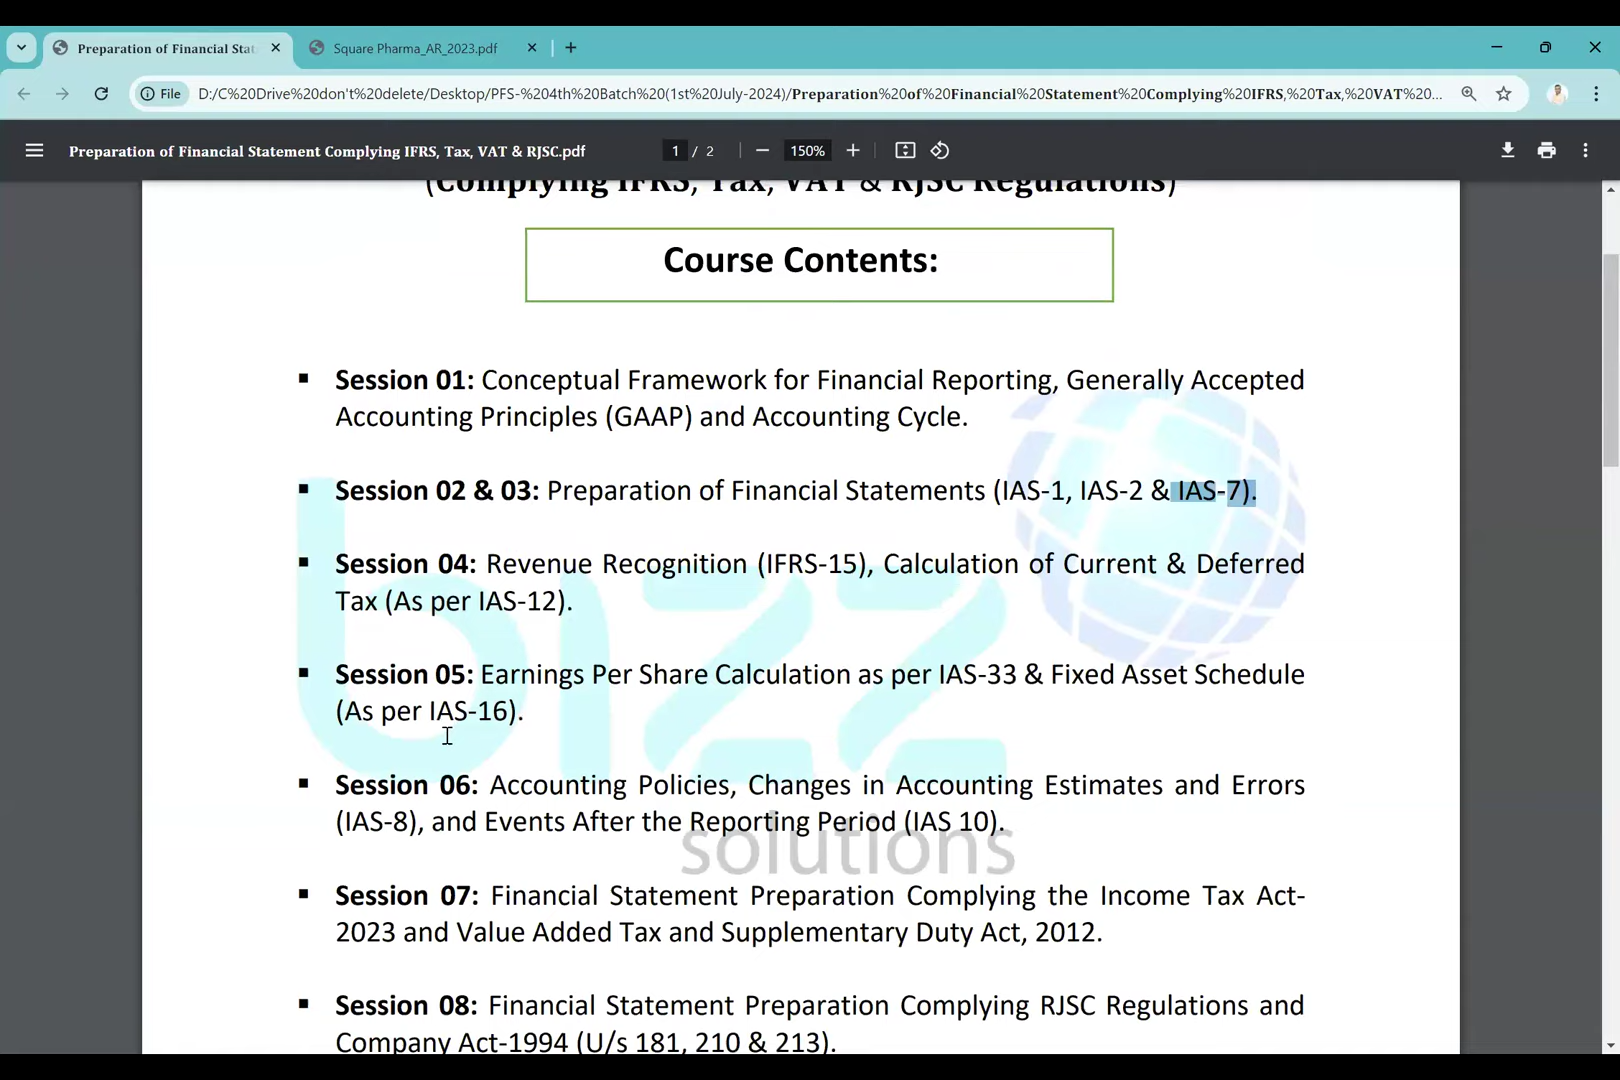 Preparation of Financial Stat
Square Pharma_AR_2023.pdf
File
D:/C%20Drive%20don't%20delete/Desktop/PFS-%204th%20Batch%20(1st%20July-2024)/Preparation%20of%20Financial%20Statement%20Complying%20IFRS,%20Tax,%20VAT%20...
Preparation of Financial Statement Complying IFRS, Tax, VAT & RJSC.pdf
1 / 2
150%
(Complying IFRS, Tax, VAT & RJSC Regulations)
Course Contents:
▪ Session 01: Conceptual Framework for Financial Reporting, Generally Accepted
Accounting Principles (GAAP) and Accounting Cycle.
▪ Session 02 & 03: Preparation of Financial Statements (IAS-1, IAS-2 & IAS-7).
▪ Session 04: Revenue Recognition (IFRS-15), Calculation of Current & Deferred
Tax (As per IAS-12).
▪ Session 05: Earnings Per Share Calculation as per IAS-33 & Fixed Asset Schedule
(As per IAS-16).
▪ Session 06: Accounting Policies, Changes in Accounting Estimates and Errors
(IAS-8), and Events After the Reporting Period (IAS 10).
▪ Session 07: Financial Statement Preparation Complying the Income Tax Act-
2023 and Value Added Tax and Supplementary Duty Act, 2012.
▪ Session 08: Financial Statement Preparation Complying RJSC Regulations and
Company Act-1994 (U/s 181, 210 & 213).
bizz
solutions